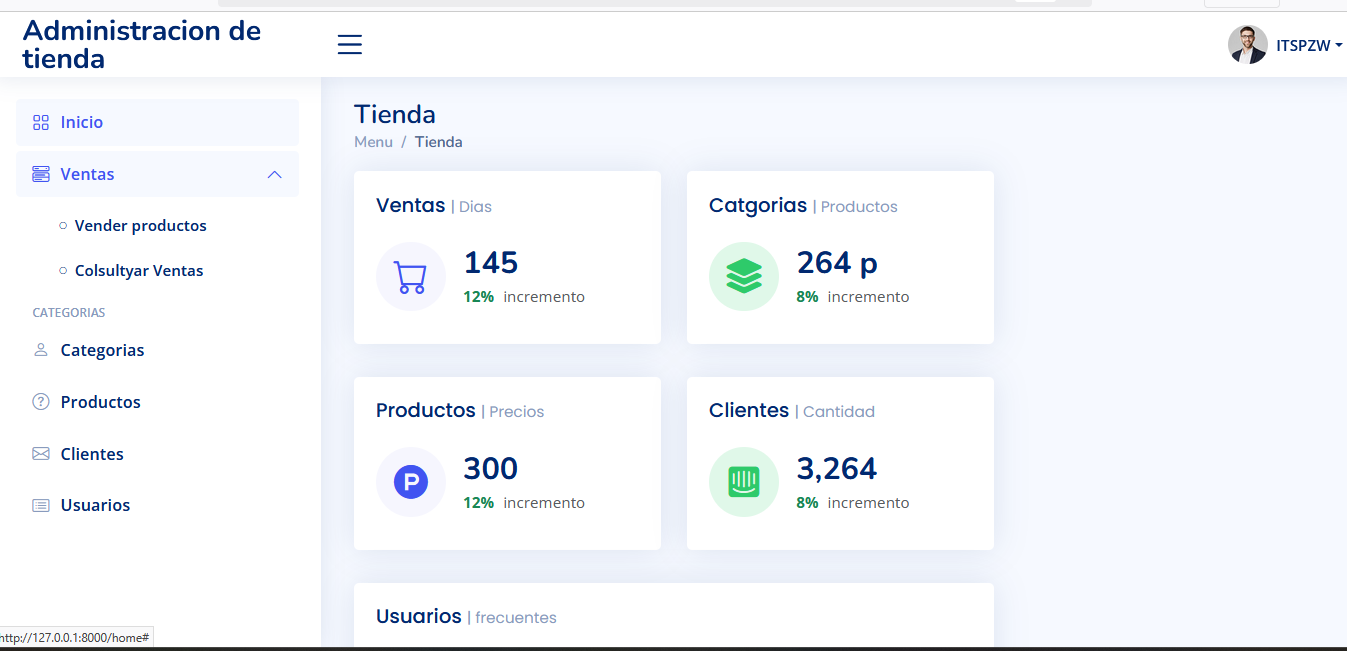 Administracion de
tienda
ITSPZW
Inicio
Ventas
Vender productos
Colsultyar Ventas
CATEGORIAS
Categorias
Productos
Clientes
Usuarios
Tienda
Menu / Tienda
Ventas | Dias
145
12% incremento
Catgorias | Productos
264 p
8% incremento
Productos | Precios
P
300
12% incremento
Clientes | Cantidad
3,264
8% incremento
Usuarios | frecuentes
http://127.0.0.1:8000/home#